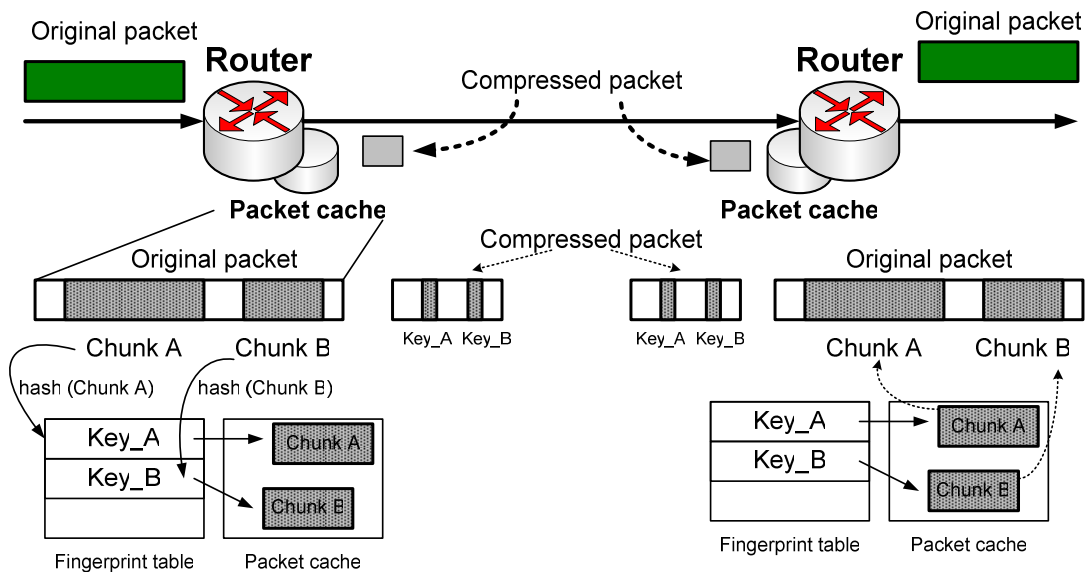 Original packet
Router
Compressed packet
Router
Original packet
Packet cache
Packet cache
Original packet
Compressed packet
Original packet
Key_A Key_B
Key_A Key_B
Chunk A
Chunk B
Chunk A
Chunk B
hash (Chunk A)
hash (Chunk B)
Key_A
Chunk A
Key_B
Chunk B
Key_A
Chunk A
Key_B
Chunk B
Fingerprint table
Packet cache
Fingerprint table
Packet cache